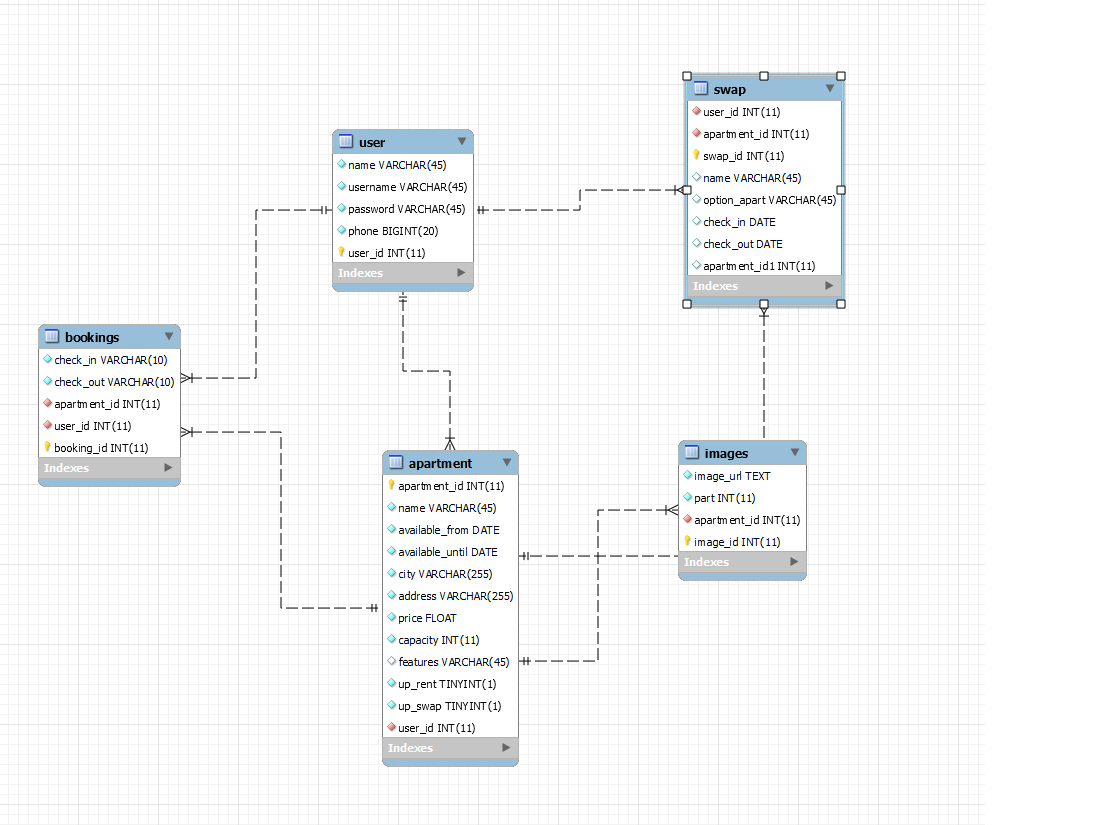 swap
user_id INT(11)
apartment_id INT(11)
swap_id INT(11)
name VARCHAR(45)
option_apart VARCHAR(45)
check_in DATE
check_out DATE
apartment_id1 INT(11)
Indexes
user
name VARCHAR(45)
username VARCHAR(45)
password VARCHAR(45)
phone BIGINT(20)
user_id INT(11)
Indexes
bookings
check_in VARCHAR(10)
check_out VARCHAR(10)
apartment_id INT(11)
user_id INT(11)
booking_id INT(11)
Indexes
apartment
apartment_id INT(11)
name VARCHAR(45)
available_from DATE
available_until DATE
city VARCHAR(255)
address VARCHAR(255)
price FLOAT
capacity INT(11)
features VARCHAR(45)
up_rent TINYINT(1)
up_swap TINYINT(1)
user_id INT(11)
Indexes
images
image_url TEXT
part INT(11)
apartment_id INT(11)
image_id INT(11)
Indexes